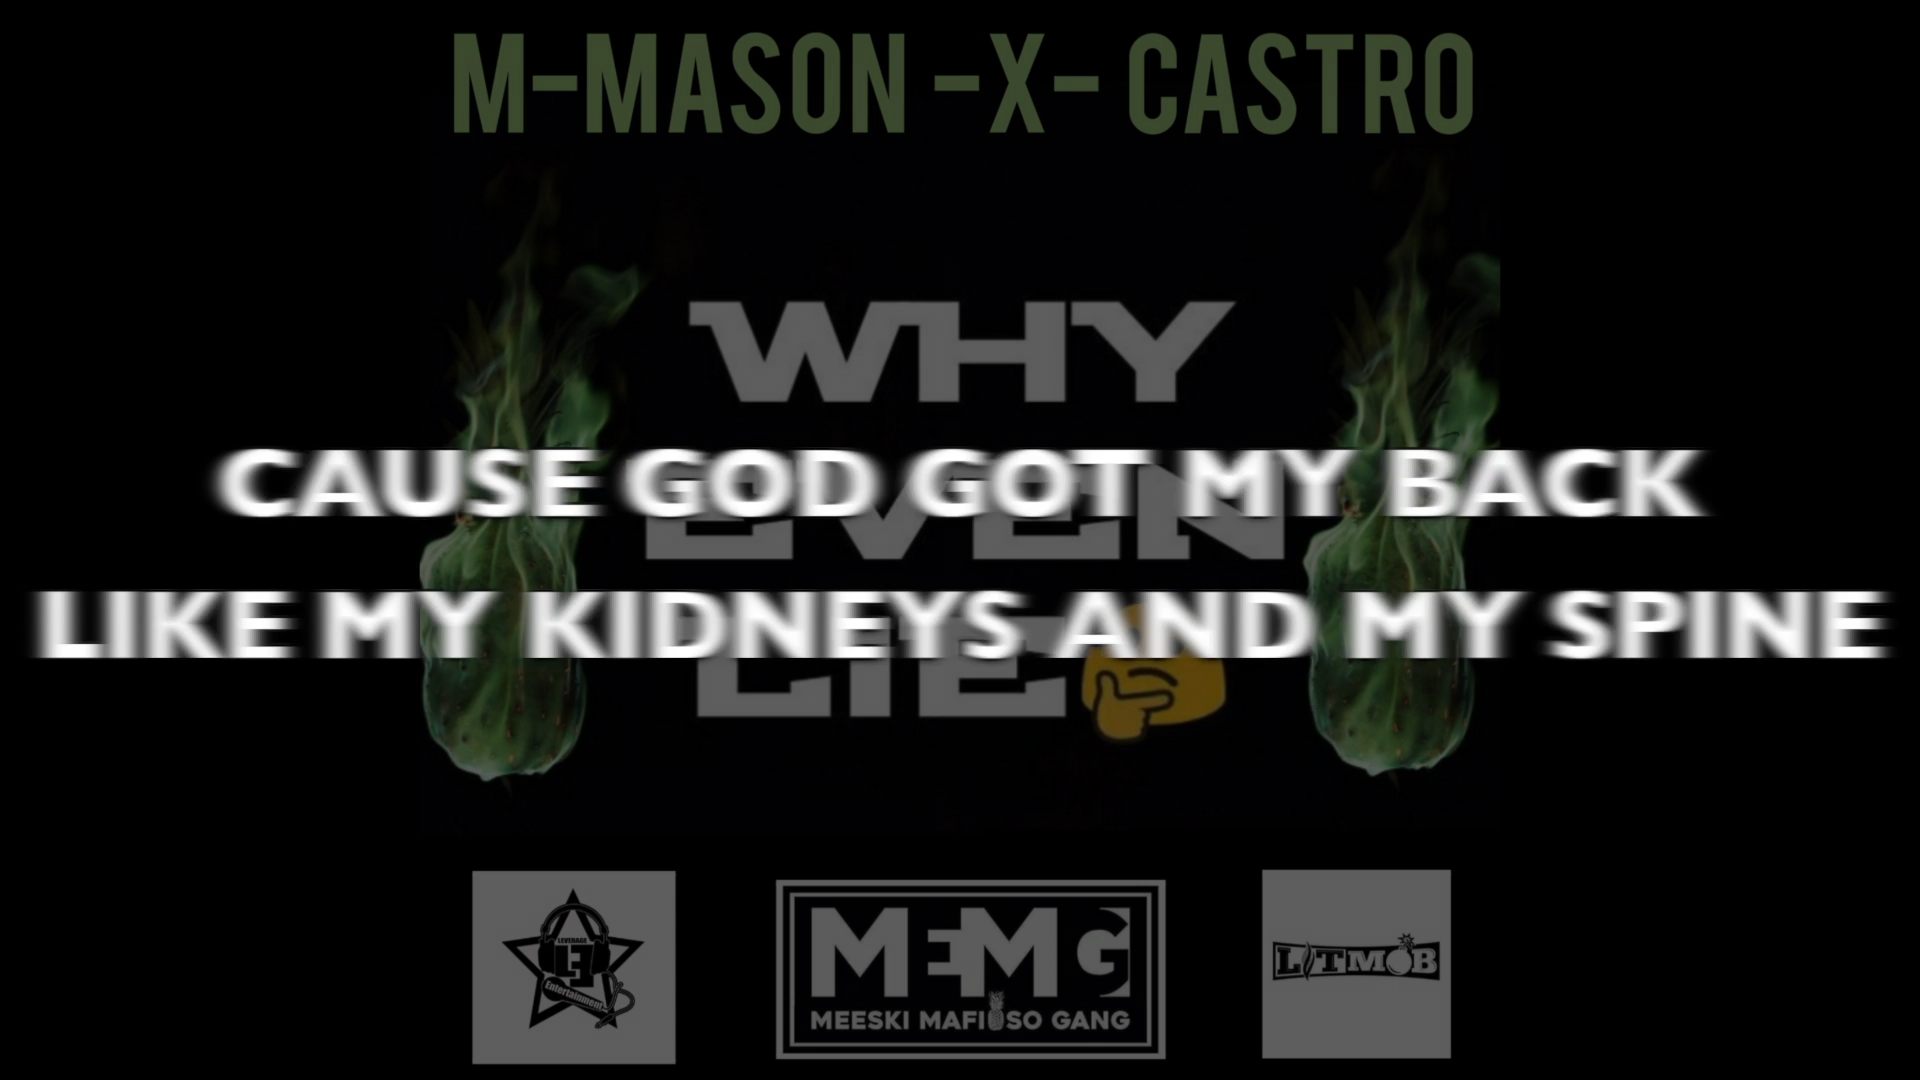 M-MASON -X- CASTRO
WHY
EVEN
CAUSE GOD GOT MY BACK
LIKE MY KIDNEYS AND MY SPINE
LIE
LEVERAGE
LE
Entertainment
MEMG
MEESKI MAFIOSO GANG
LITMOB